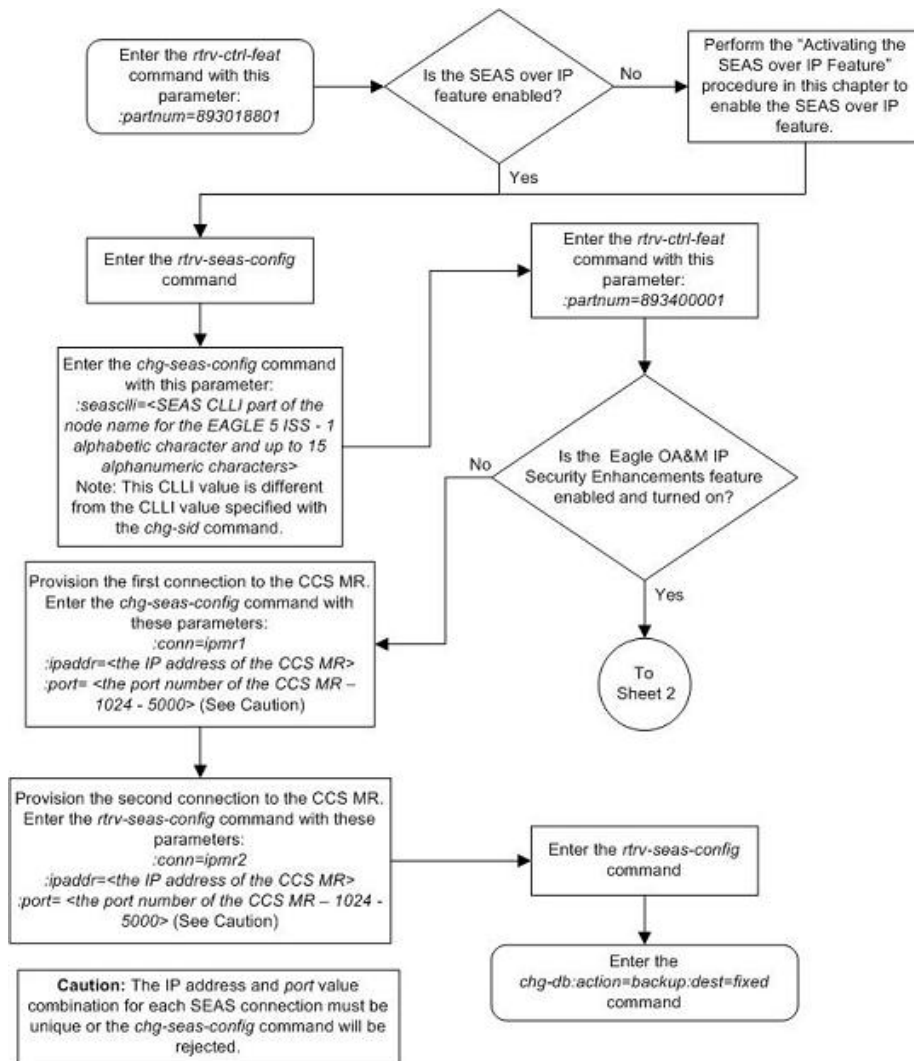 Enter the rtrv-ctrl-feat
command with this
parameter:
:partnum=893018801
Is the SEAS over IP
feature enabled?
No
Perform the “Activating the
SEAS over IP Feature”
procedure in this chapter to
enable the SEAS over IP
feature.
Yes
Enter the rtrv-seas-config
command
Enter the chg-seas-config command
with this parameter:
:seasclli=<SEAS CLLI part of the
node name for the EAGLE 5 ISS - 1
alphabetic character and up to 15
alphanumeric characters>
Note: This CLLI value is different
from the CLLI value specified with
the chg-sid command.
Enter the rtrv-ctrl-feat
command with this
parameter:
:partnum=893400001
Is the Eagle OA&M IP
Security Enhancements feature
enabled and turned on?
No
Yes
To
Sheet 2
Provision the first connection to the CCS MR.
Enter the chg-seas-config command with
these parameters:
:conn=ipmr1
:ipaddr=<the IP address of the CCS MR>
:port= <the port number of the CCS MR –
1024 - 5000> (See Caution)
Provision the second connection to the CCS MR.
Enter the rtrv-seas-config command with these
parameters:
:conn=ipmr2
:ipaddr=<the IP address of the CCS MR>
:port= <the port number of the CCS MR – 1024 -
5000> (See Caution)
Enter the rtrv-seas-config
command
Enter the
chg-db:action=backup:dest=fixed
command
Caution: The IP address and port value
combination for each SEAS connection must be
unique or the chg-seas-config command will be
rejected.